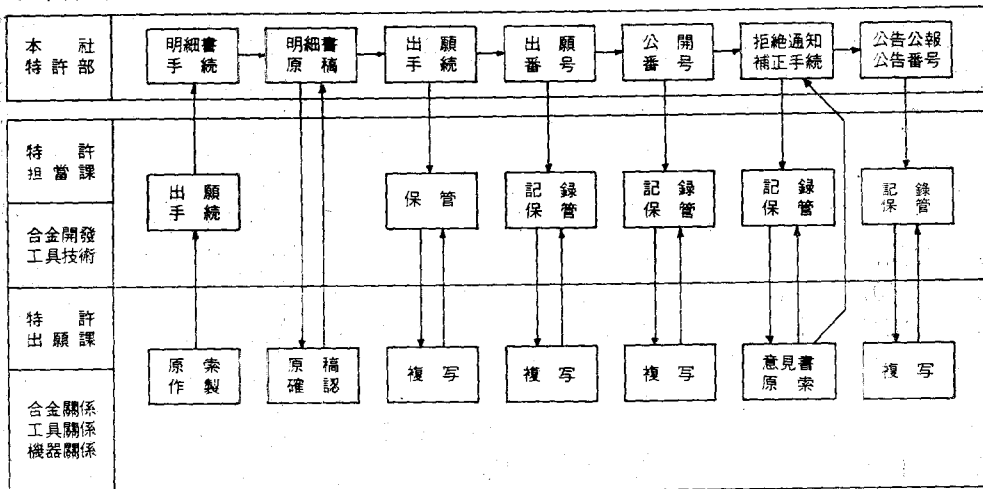 本社
特許部
明細書
手続
明細書
原稿
出願
手続
出願
番号
公開
番号
拒絶通知
補正手続
公告公報
公告番号
特許
担當課
合金開發
工具技術
出願
手続
保管
記録
保管
記録
保管
記録
保管
記録
保管
特許
出願課
合金關係
工具關係
機器關係
原索
作製
原稿
確認
複写
複写
複写
意見書
原索
複写